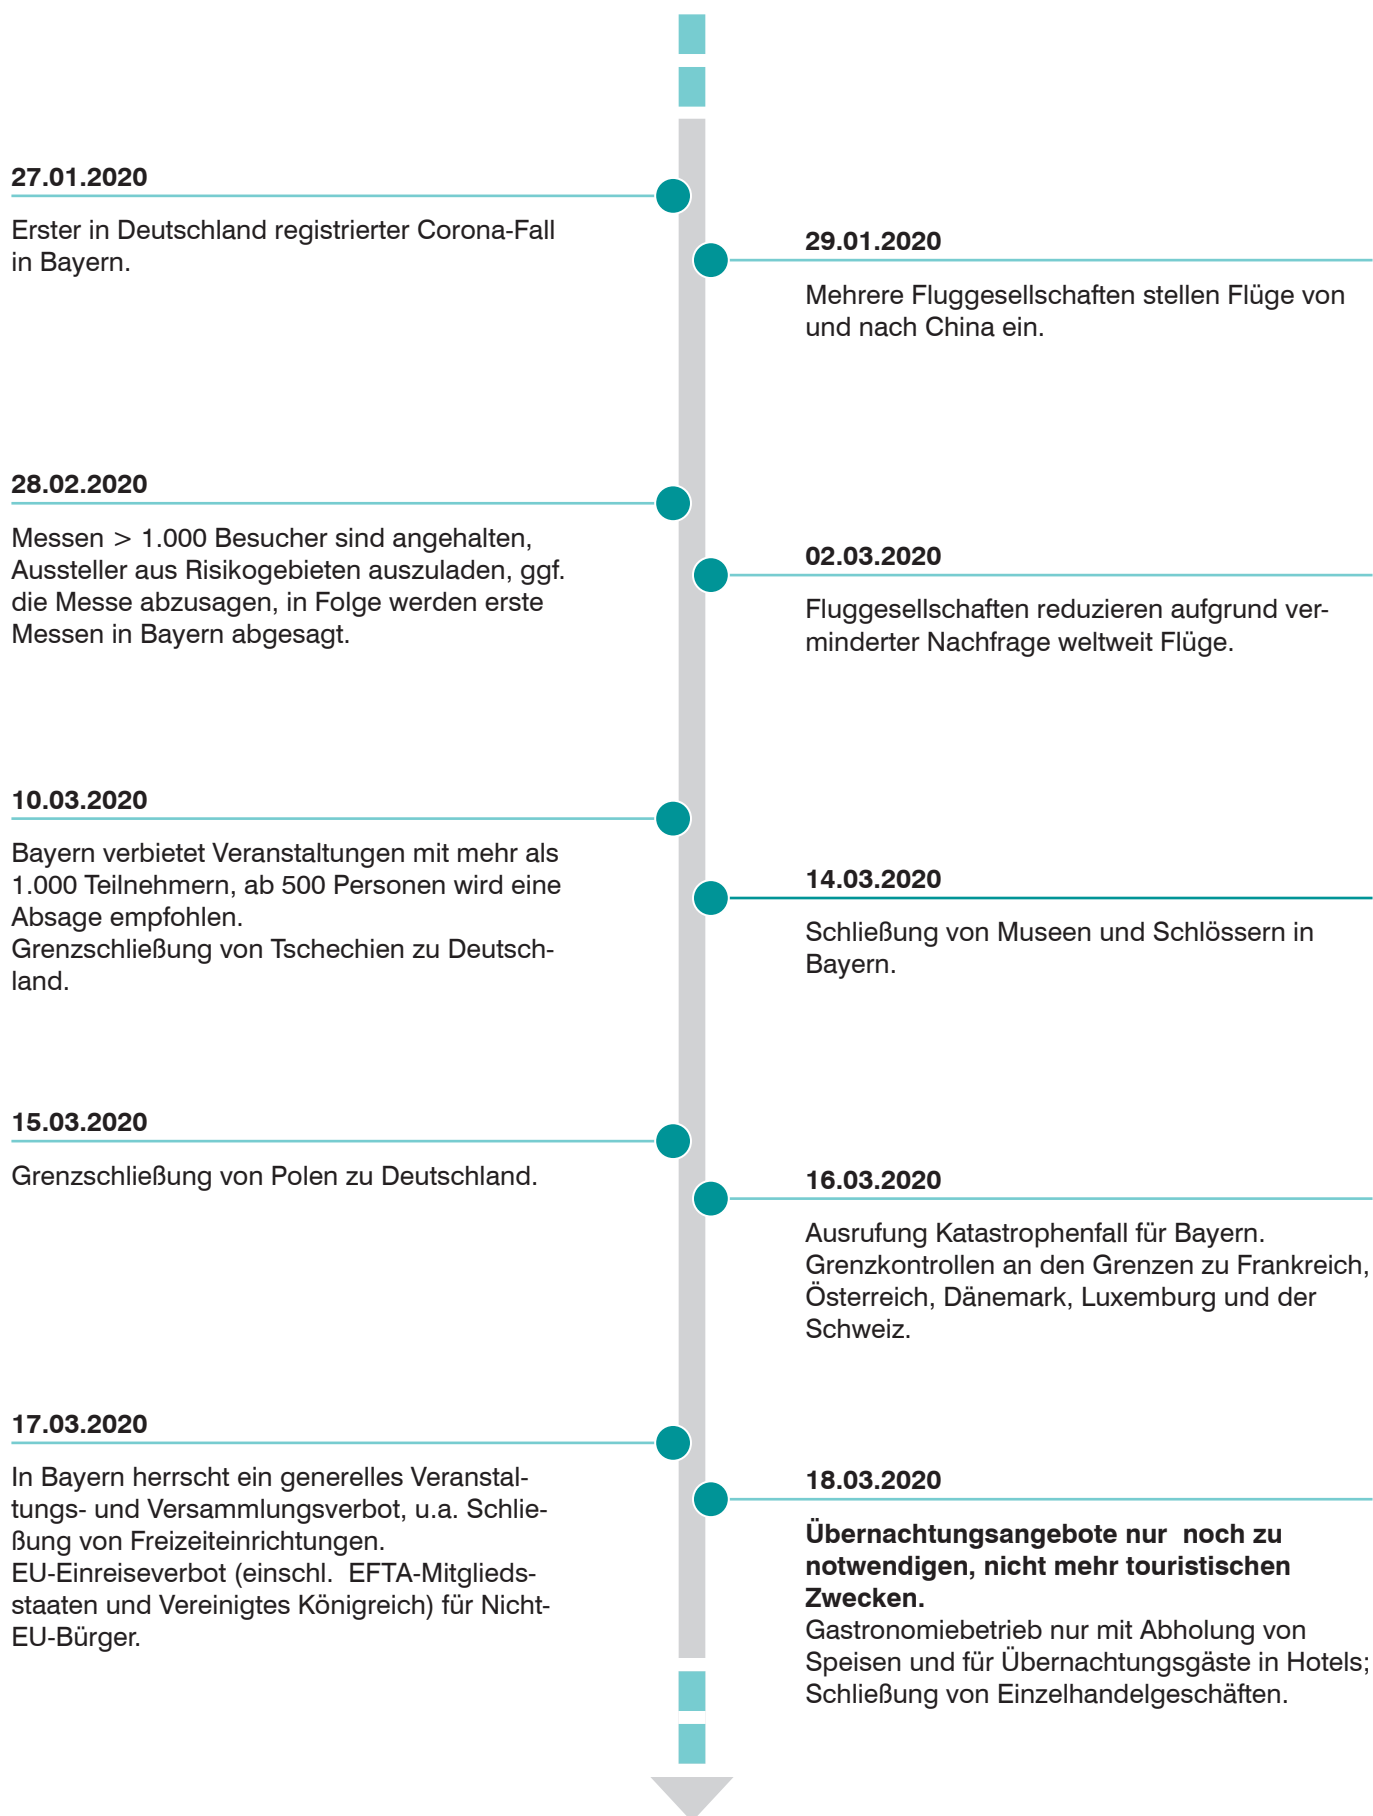 27.01.2020
Erster in Deutschland registrierter Corona-Fall
in Bayern.
29.01.2020
Mehrere Fluggesellschaften stellen Flüge von
und nach China ein.
28.02.2020
Messen > 1.000 Besucher sind angehalten,
Aussteller aus Risikogebieten auszuladen, ggf.
die Messe abzusagen, in Folge werden erste
Messen in Bayern abgesagt.
02.03.2020
Fluggesellschaften reduzieren aufgrund ver-
minderter Nachfrage weltweit Flüge.
10.03.2020
Bayern verbietet Veranstaltungen mit mehr als
1.000 Teilnehmern, ab 500 Personen wird eine
Absage empfohlen.
Grenzschließung von Tschechien zu Deutsch-
land.
14.03.2020
Schließung von Museen und Schlössern in
Bayern.
15.03.2020
Grenzschließung von Polen zu Deutschland.
16.03.2020
Ausrufung Katastrophenfall für Bayern.
Grenzkontrollen an den Grenzen zu Frankreich,
Österreich, Dänemark, Luxemburg und der
Schweiz.
17.03.2020
In Bayern herrscht ein generelles Veranstal-
tungs- und Versammlungsverbot, u.a. Schlie-
ßung von Freizeiteinrichtungen.
EU-Einreiseverbot (einschl.  EFTA-Mitglieds-
staaten und Vereinigtes Königreich) für Nicht-
EU-Bürger.
18.03.2020
Übernachtungsangebote nur  noch zu
notwendigen, nicht mehr touristischen
Zwecken.
Gastronomiebetrieb nur mit Abholung von
Speisen und für Übernachtungsgäste in Hotels;
Schließung von Einzelhandelgeschäften.